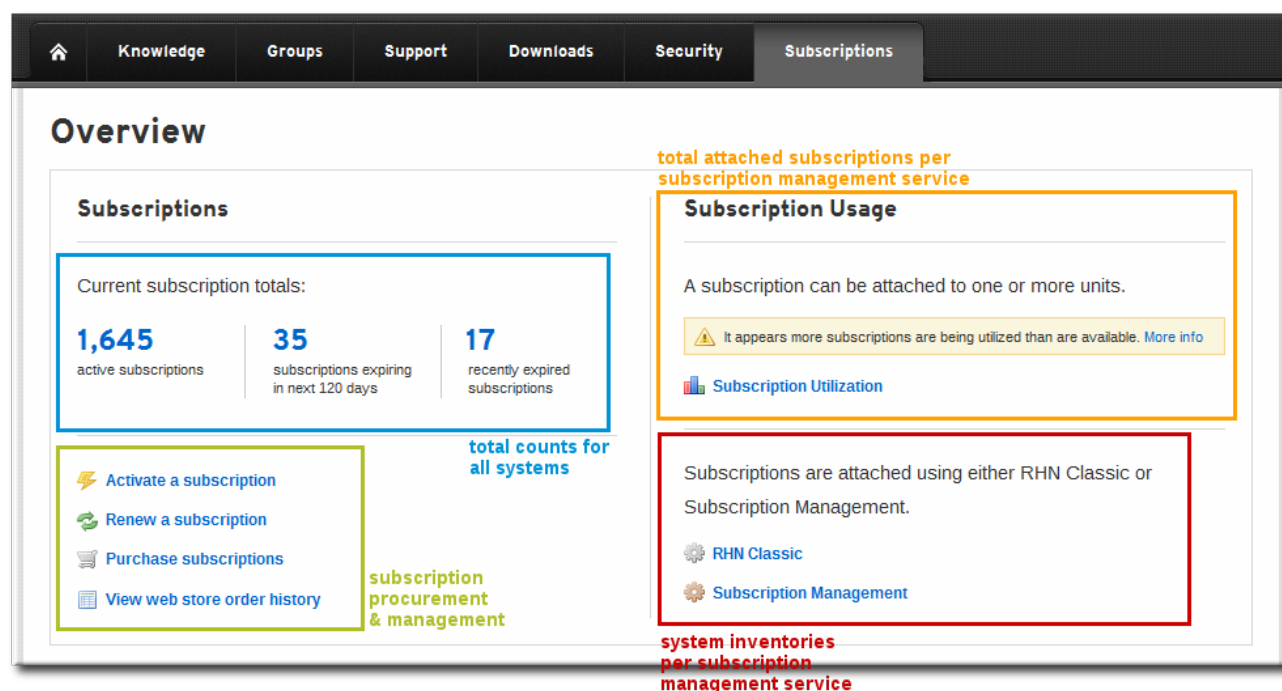 Knowledge Groups Support Downloads Security Subscriptions
Overview
total attached subscriptions per
subscription management service
Subscriptions
Current subscription totals:
1,645 35 17
active subscriptions subscriptions expiring recently expired
in next 120 days subscriptions
total counts for
all systems
Activate a subscription
Renew a subscription
Purchase subscriptions
View web store order history
subscription
procurement
& management
Subscription Usage
A subscription can be attached to one or more units.
It appears more subscriptions are being utilized than are available. More info
Subscription Utilization
Subscriptions are attached using either RHN Classic or
Subscription Management.
RHN Classic
Subscription Management
system inventories
per subscription
management service